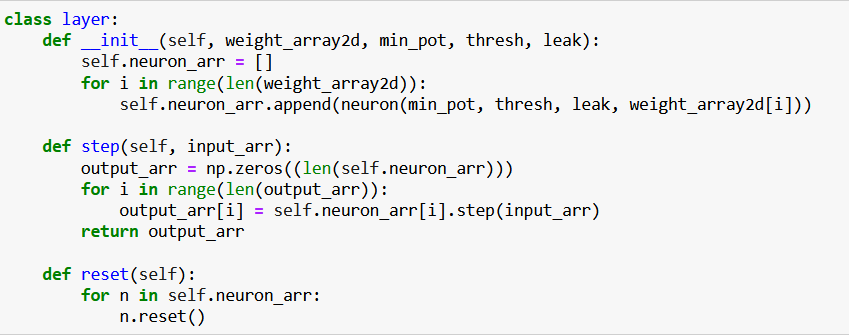 class layer:
    def __init__(self, weight_array2d, min_pot, thresh, leak):
        self.neuron_arr = []
        for i in range(len(weight_array2d)):
            self.neuron_arr.append(neuron(min_pot, thresh, leak, weight_array2d[i]))

    def step(self, input_arr):
        output_arr = np.zeros((len(self.neuron_arr)))
        for i in range(len(output_arr)):
            output_arr[i] = self.neuron_arr[i].step(input_arr)
        return output_arr

    def reset(self):
        for n in self.neuron_arr:
            n.reset()